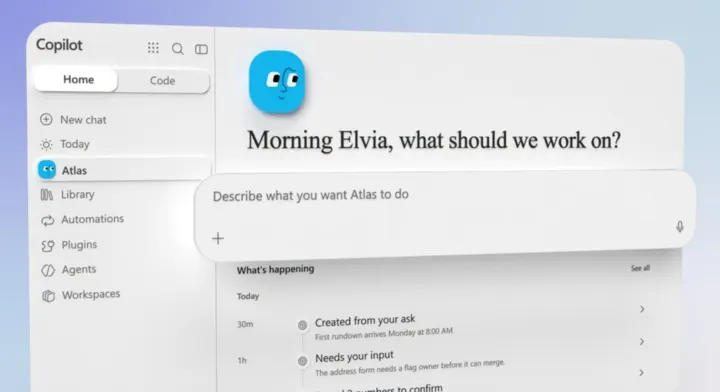 Copilot
Home
Code
New chat
Today
Atlas
Library
Automations
Plugins
Agents
Workspaces
Morning Elvia, what should we work on?
Describe what you want Atlas to do
What's happening
See all
Today
30m
Created from your ask
First rundown arrives Monday at 8:00 AM
1h
Needs your input
The address form needs a flag owner before it can merge.
numbers to confirm